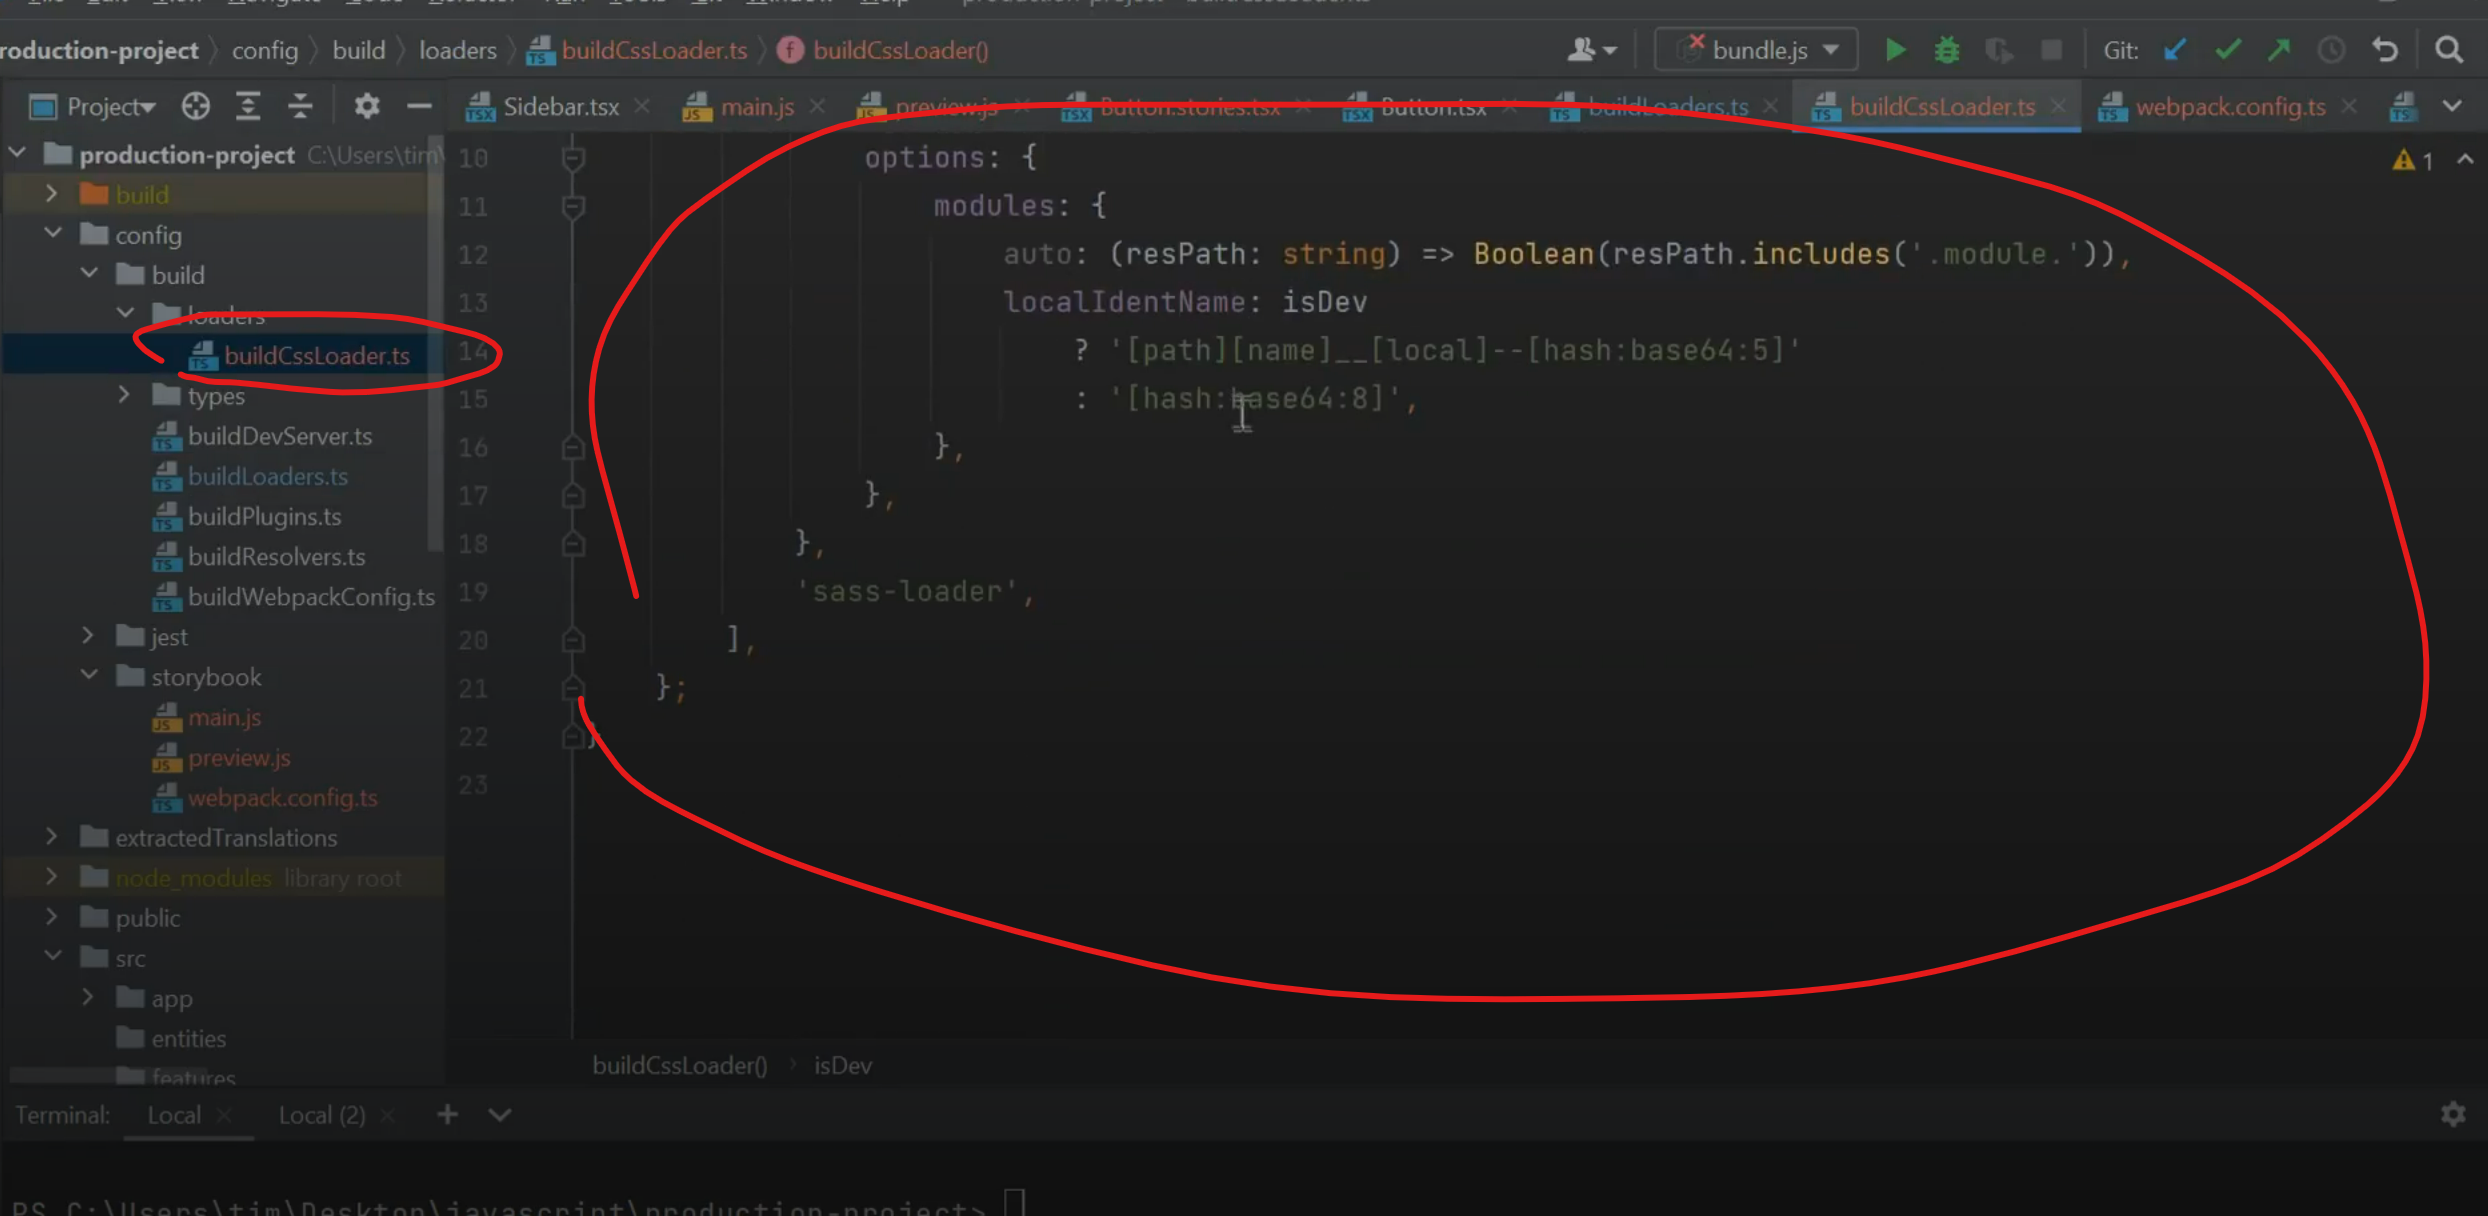 roduction-project config build loaders buildCssLoader.ts buildCssLoader() bundle.js Git:
Project
Sidebar.tsx main.js preview.js Button.stories.tsx Button.tsx buildLoaders.ts buildCssLoader.ts webpack.config.ts
production-project C:\Users\tim\
build
config
build
loaders
buildCssLoader.ts
types
buildDevServer.ts
buildLoaders.ts
buildPlugins.ts
buildResolvers.ts
buildWebpackConfig.ts
jest
storybook
main.js
preview.js
webpack.config.ts
extractedTranslations
node_modules library root
public
src
app
entities
features
1
10 options: {
11 modules: {
12 auto: (resPath: string) => Boolean(resPath.includes('.module.')),
13 localIdentName: isDev
14 ? '[path][name]__[local]--[hash:base64:5]'
15 : '[hash:base64:8]',
16 },
17 },
18 },
19 'sass-loader',
20 ],
21 };
22 }
23
buildCssLoader() isDev
Terminal: Local Local (2)
PS C:\Users\tim\Desktop\javascript\production-project>